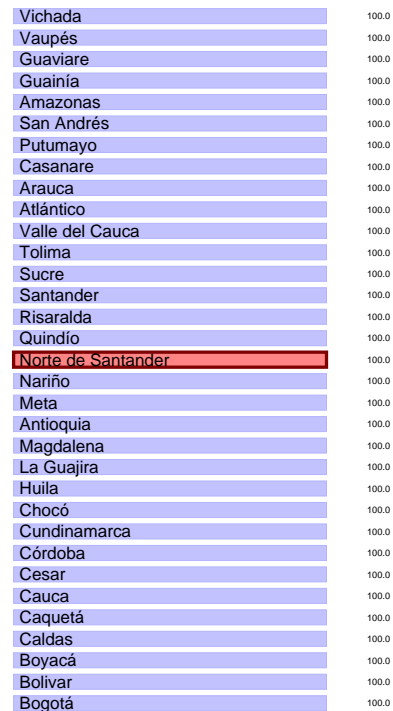 Vichada 100.0
Vaupés 100.0
Guaviare 100.0
Guainía 100.0
Amazonas 100.0
San Andrés 100.0
Putumayo 100.0
Casanare 100.0
Arauca 100.0
Atlántico 100.0
Valle del Cauca 100.0
Tolima 100.0
Sucre 100.0
Santander 100.0
Risaralda 100.0
Quindío 100.0
Norte de Santander 100.0
Nariño 100.0
Meta 100.0
Antioquia 100.0
Magdalena 100.0
La Guajira 100.0
Huila 100.0
Chocó 100.0
Cundinamarca 100.0
Córdoba 100.0
Cesar 100.0
Cauca 100.0
Caquetá 100.0
Caldas 100.0
Boyacá 100.0
Bolivar 100.0
Bogotá 100.0